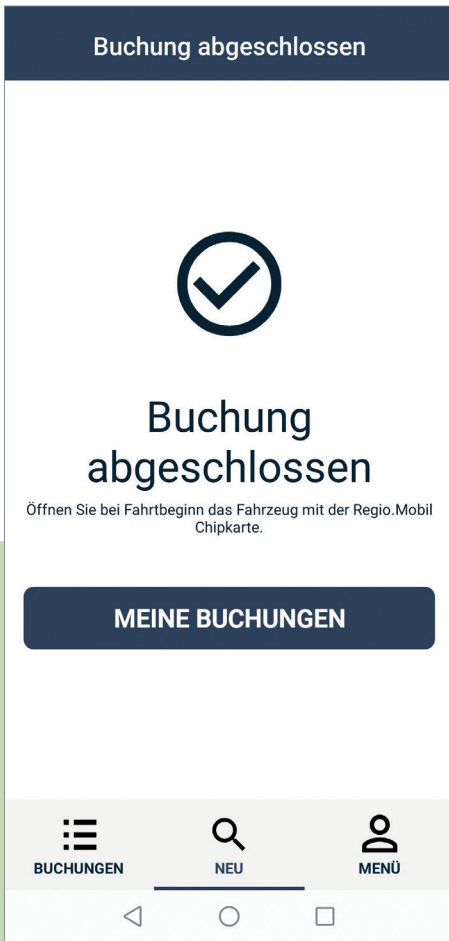 Buchung abgeschlossen
Buchung
abgeschlossen
Öffnen Sie bei Fahrtbeginn das Fahrzeug mit der Regio.Mobil
Chipkarte.
MEINE BUCHUNGEN
BUCHUNGEN
NEU
MENÜ